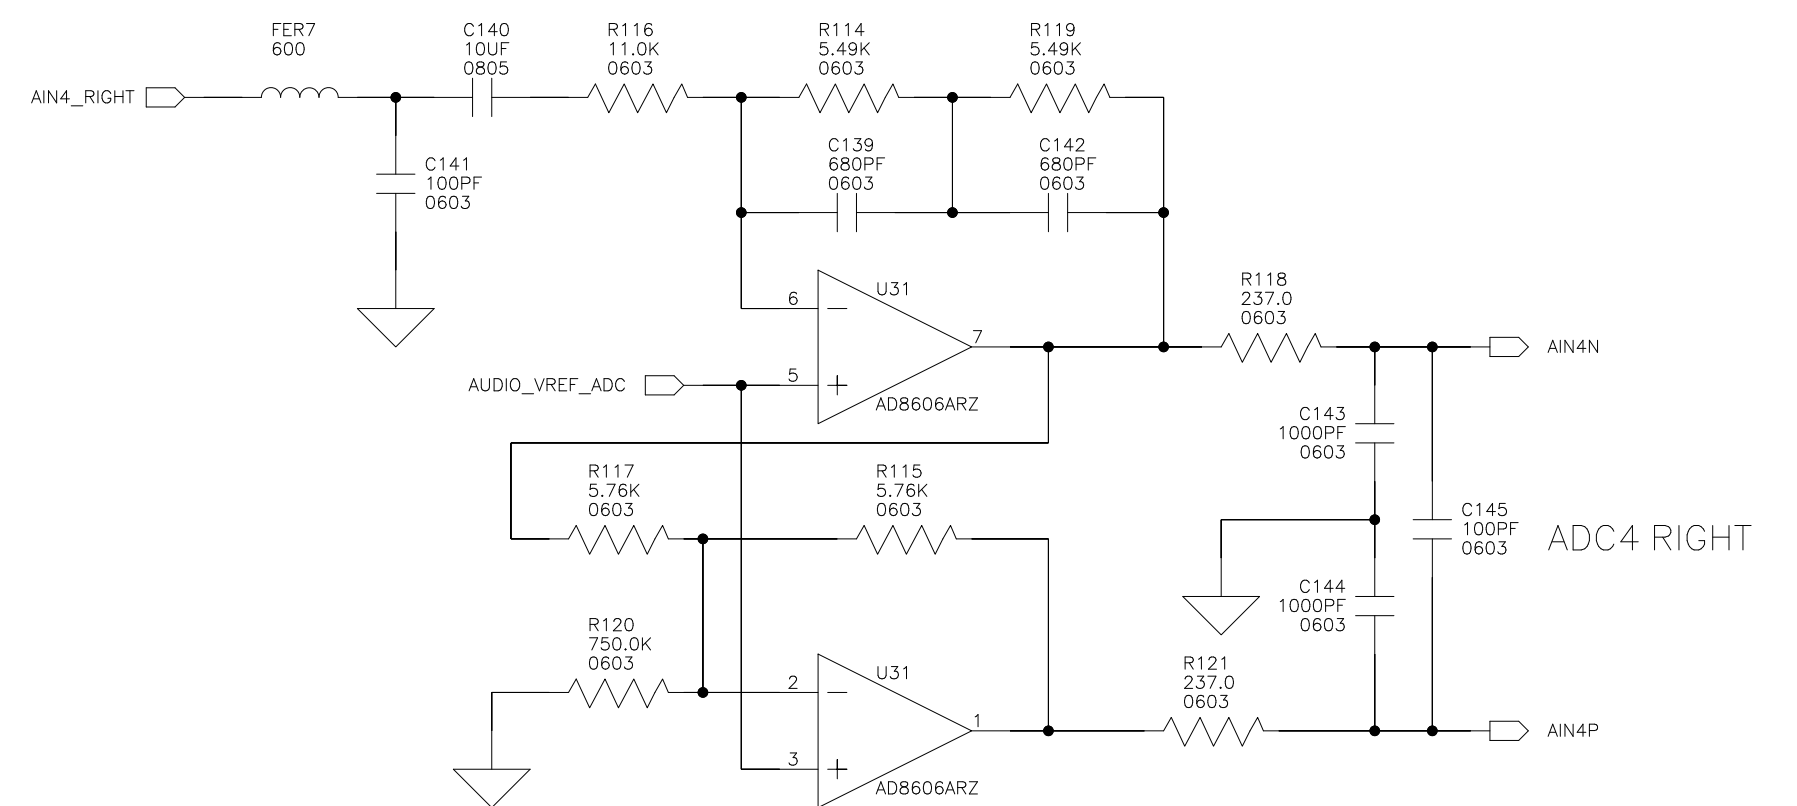 FER7
600
C140
10UF
0805
R116
11.0K
0603
R114
5.49K
0603
R119
5.49K
0603
AIN4_RIGHT
C141
100PF
0603
C139
680PF
0603
C142
680PF
0603
6
U31
7
5
AD8606ARZ
AUDIO_VREF_ADC
R118
237.0
0603
AIN4N
C143
1000PF
0603
R117
5.76K
0603
R115
5.76K
0603
C145
100PF
0603
ADC4 RIGHT
C144
1000PF
0603
R120
750.0K
0603
2
U31
1
3
AD8606ARZ
R121
237.0
0603
AIN4P